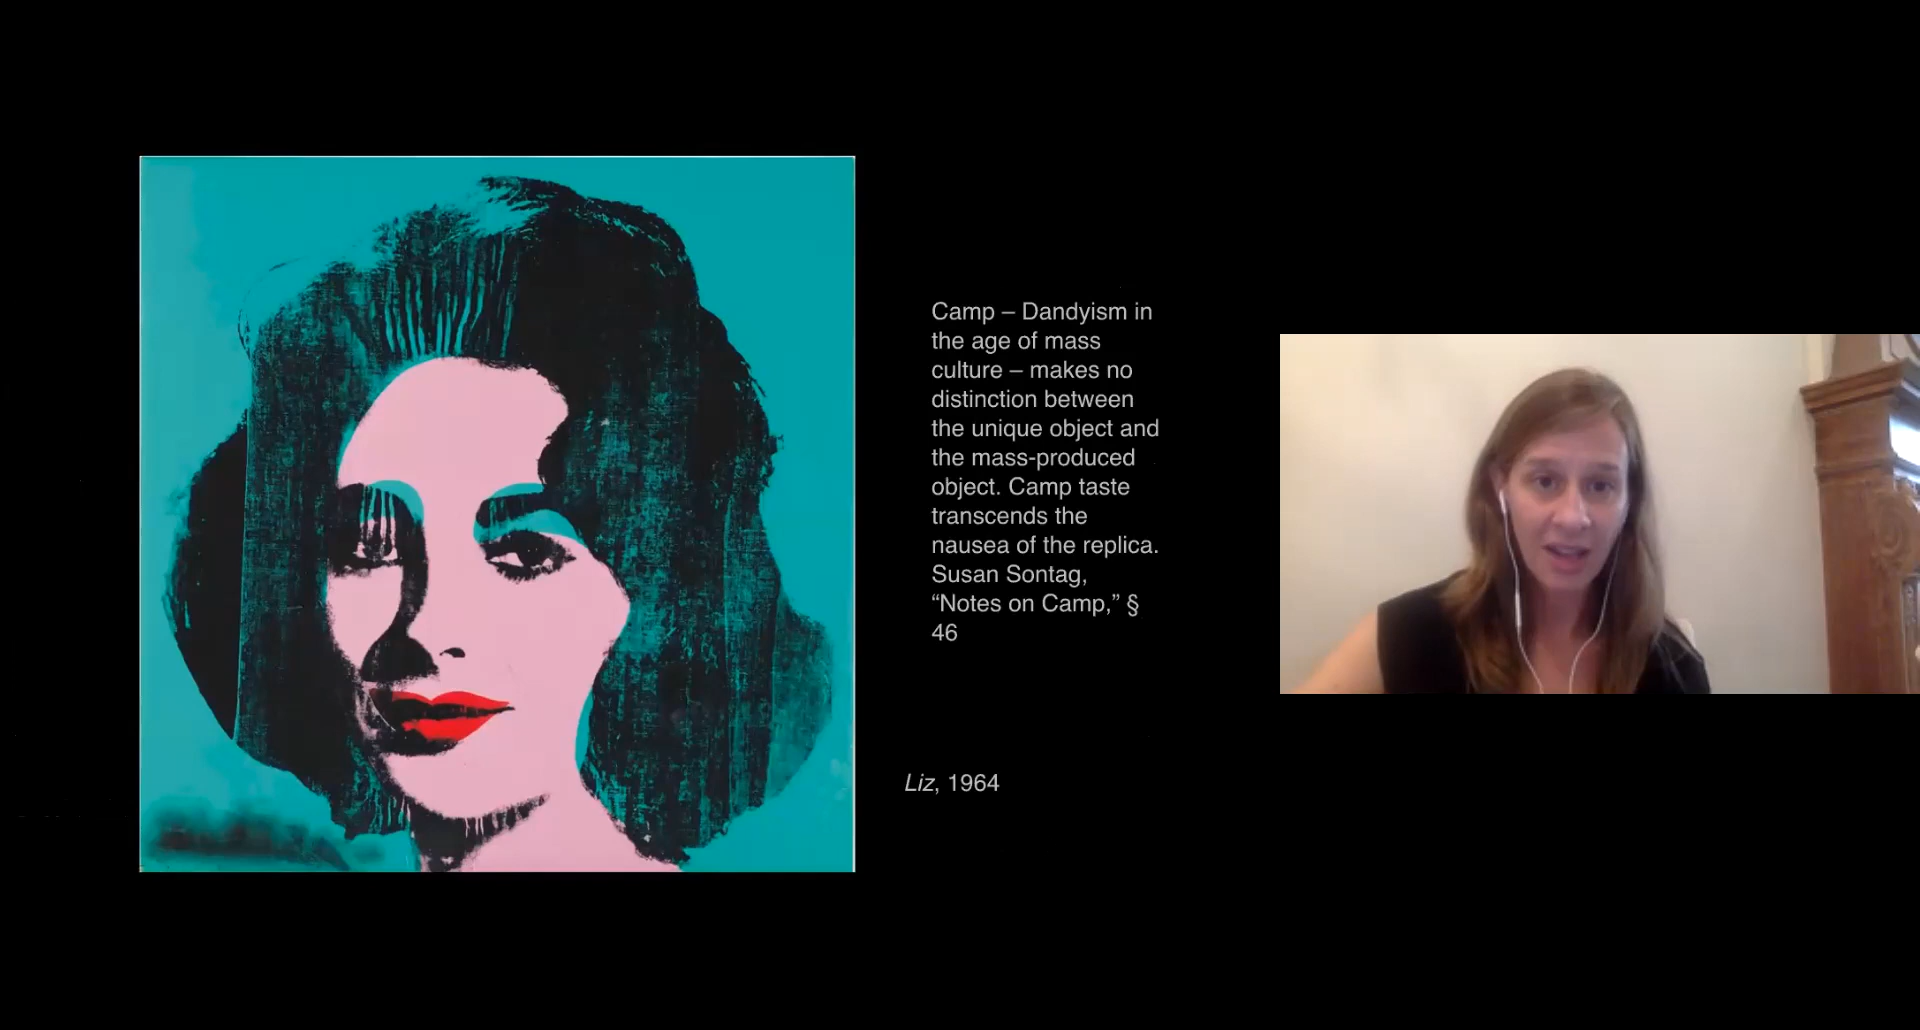 Camp – Dandyism in
the age of mass
culture – makes no
distinction between
the unique object and
the mass-produced
object. Camp taste
transcends the
nausea of the replica.
Susan Sontag,
“Notes on Camp,” §
46
Liz, 1964